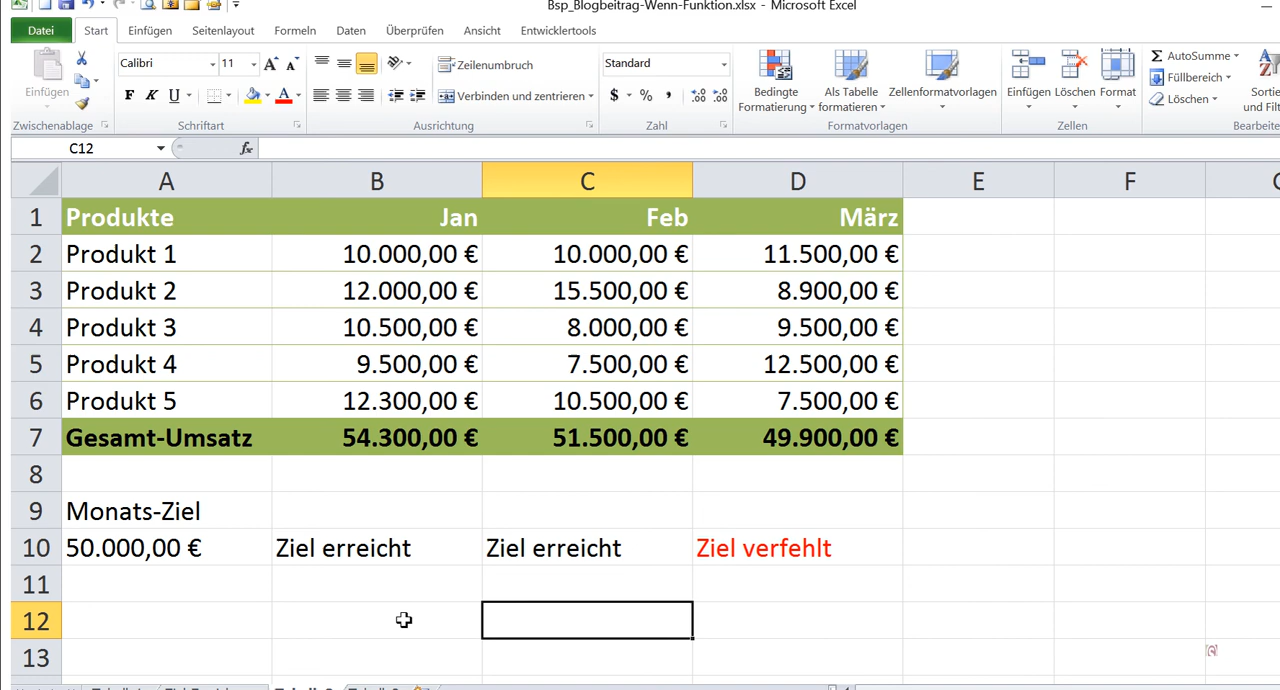 Bsp_Blogbeitrag-Wenn-Funktion.xlsx - Microsoft Excel
Datei Start Einfügen Seitenlayout Formeln Daten Überprüfen Ansicht Entwicklertools
Calibri 11 Zeilenumbruch Standard AutoSumme
Einfügen Bedingte Formatierung Als Tabelle formatieren Zellenformatvorlagen Einfügen Löschen Format Füllbereich
F K U Verbinden und zentrieren $ % Löschen
Zwischenablage Schriftart Ausrichtung Zahl Formatvorlagen Zellen
C12 fx
A B C D E F
1 Produkte Jan Feb März
2 Produkt 1 10.000,00 € 10.000,00 € 11.500,00 €
3 Produkt 2 12.000,00 € 15.500,00 € 8.900,00 €
4 Produkt 3 10.500,00 € 8.000,00 € 9.500,00 €
5 Produkt 4 9.500,00 € 7.500,00 € 12.500,00 €
6 Produkt 5 12.300,00 € 10.500,00 € 7.500,00 €
7 Gesamt-Umsatz 54.300,00 € 51.500,00 € 49.900,00 €
8
9 Monats-Ziel
10 50.000,00 € Ziel erreicht Ziel erreicht Ziel verfehlt
11
12
13